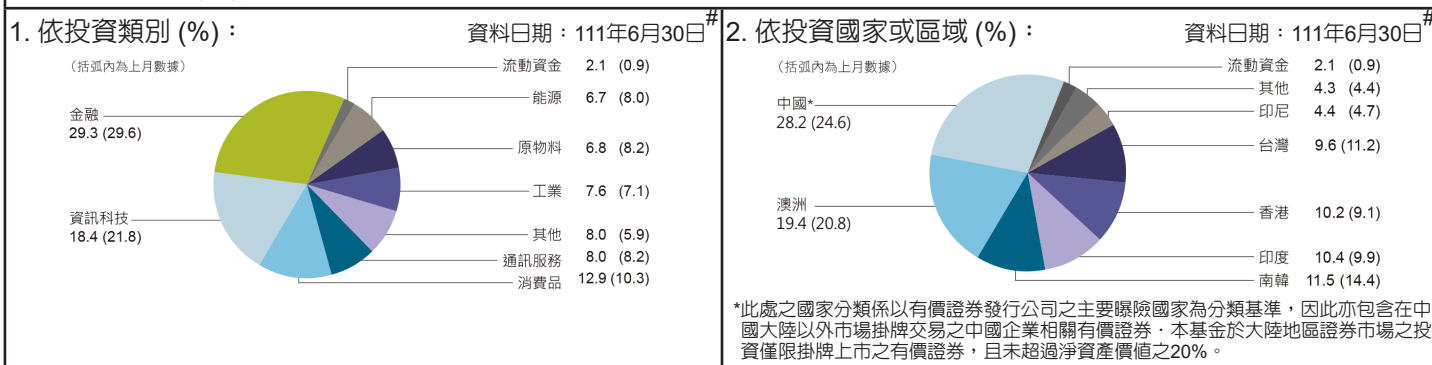 1. 依投資類別 (%)：
資料日期：111年6月30日#
（括弧內為上月數據）
流動資金 2.1 (0.9)
能源 6.7 (8.0)
金融
29.3 (29.6)
原物料 6.8 (8.2)
工業 7.6 (7.1)
資訊科技
18.4 (21.8)
其他 8.0 (5.9)
通訊服務 8.0 (8.2)
消費品 12.9 (10.3)
2. 依投資國家或區域 (%)：
資料日期：111年6月30日#
（括弧內為上月數據）
流動資金 2.1 (0.9)
其他 4.3 (4.4)
中國*
28.2 (24.6)
印尼 4.4 (4.7)
台灣 9.6 (11.2)
澳洲
19.4 (20.8)
香港 10.2 (9.1)
印度 10.4 (9.9)
南韓 11.5 (14.4)
*此處之國家分類係以有價證券發行公司之主要曝險國家為分類基準，因此亦包含在中
國大陸以外市場掛牌交易之中國企業相關有價證券．本基金於大陸地區證券市場之投
資僅限掛牌上市之有價證券，且未超過淨資產價值之20%。